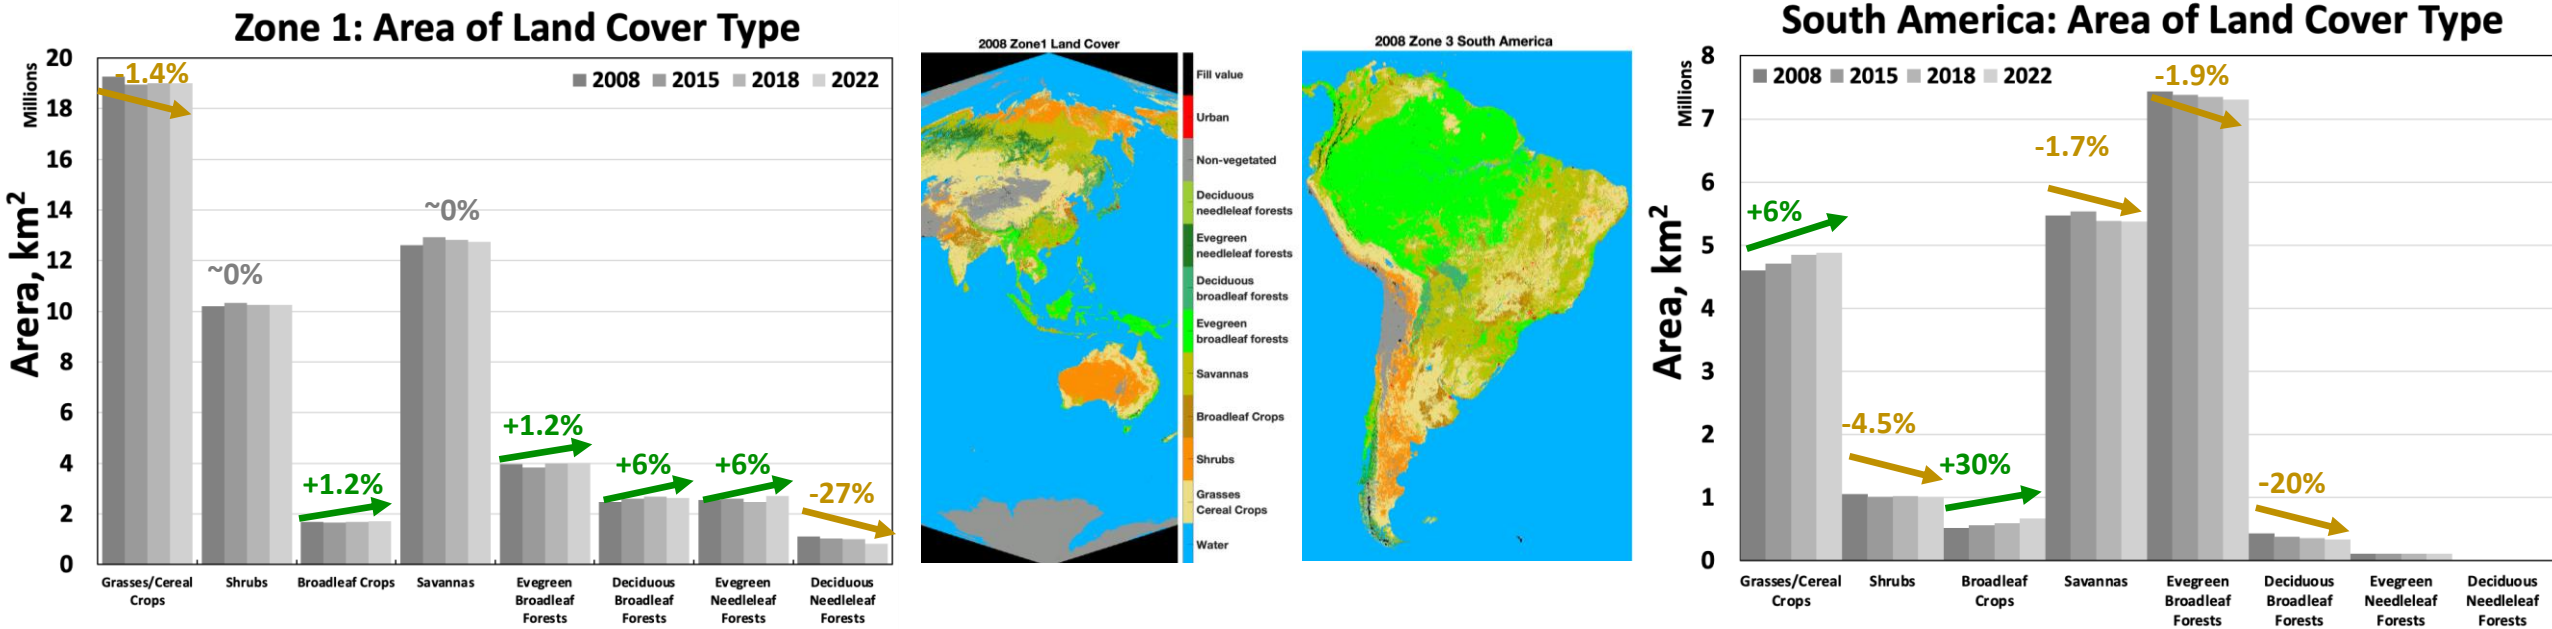 Zone 1: Area of Land Cover Type
Arera, km²
Millions
20
18
16
14
12
10
8
6
4
2
0
2008 2015 2018 2022
-1.4%
~0%
+1.2%
~0%
+1.2%
+6%
+6%
-27%
Grasses/Cereal
Crops
Shrubs
Broadleaf Crops
Savannas
Evegreen
Broadleaf
Forests
Deciduous
Broadleaf
Forests
Evegreen
Needleleaf
Forests
Deciduous
Needleleaf
Forests
2008 Zone1 Land Cover
Fill value
Urban
Non-vegetated
Deciduous
needleleaf forests
Evegreen
needleleaf forests
Deciduous
broadleaf forests
Evegreen
broadleaf forests
Savannas
Broadleaf Crops
Shrubs
Grasses
Cereal Crops
Water
2008 Zone 3 South America
South America: Area of Land Cover Type
Area, km²
Millions
8
7
6
5
4
3
2
1
0
2008 2015 2018 2022
+6%
-4.5%
+30%
-1.7%
-1.9%
-20%
Grasses/Cereal
Crops
Shrubs
Broadleaf
Crops
Savannas
Evegreen
Broadleaf
Forests
Deciduous
Broadleaf
Forests
Evegreen
Needleleaf
Forests
Deciduous
Needleleaf
Forests